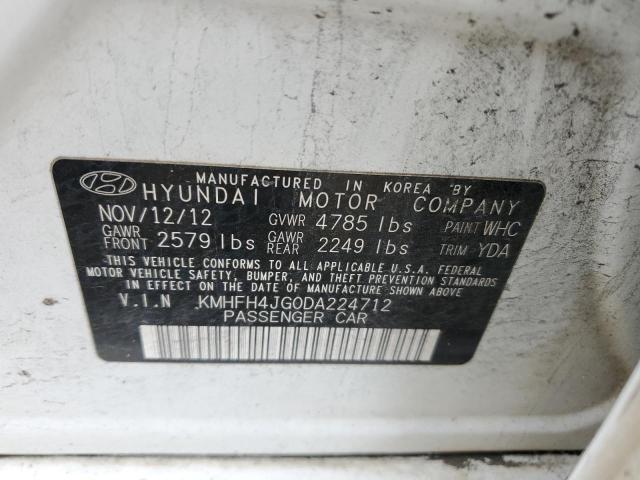 MANUFACTURED IN KOREA BY
HYUNDAI MOTOR COMPANY
NOV/12/12 GVWR 4785 lbs PAINT WHC
GAWR FRONT 2579 lbs GAWR REAR 2249 lbs TRIM YDA
THIS VEHICLE CONFORMS TO ALL APPLICABLE U.S.A. FEDERAL
MOTOR VEHICLE SAFETY, BUMPER, AND THEFT PREVENTION STANDARDS
IN EFFECT ON THE DATE OF MANUFACTURE SHOWN ABOVE.
V.I.N KMHFH4JG0DA224712
PASSENGER CAR